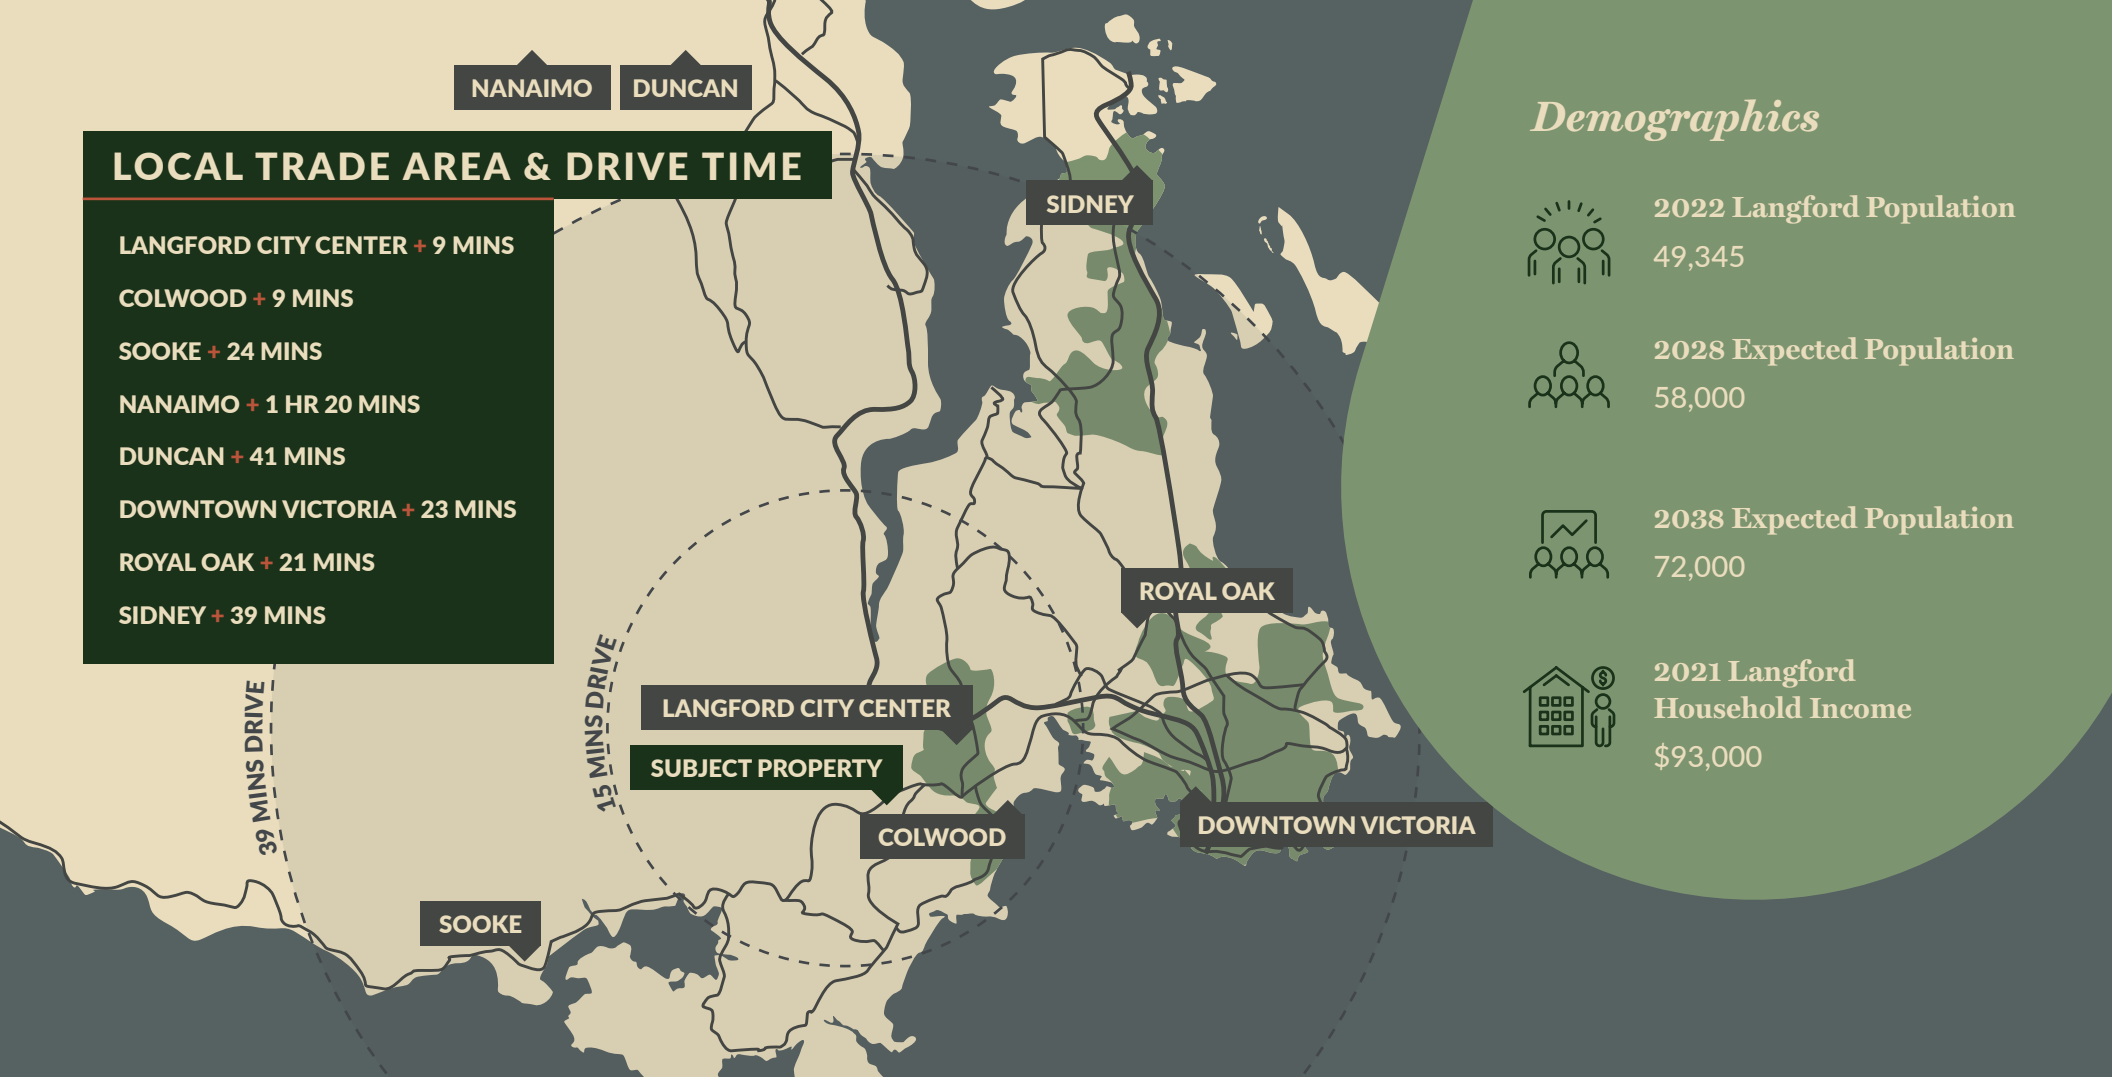 NANAIMO
DUNCAN
LOCAL TRADE AREA & DRIVE TIME
LANGFORD CITY CENTER + 9 MINS
COLWOOD + 9 MINS
SOOKE + 24 MINS
NANAIMO + 1 HR 20 MINS
DUNCAN + 41 MINS
DOWNTOWN VICTORIA + 23 MINS
ROYAL OAK + 21 MINS
SIDNEY + 39 MINS
SIDNEY
ROYAL OAK
39 MINS DRIVE
15 MINS DRIVE
LANGFORD CITY CENTER
SUBJECT PROPERTY
COLWOOD
DOWNTOWN VICTORIA
SOOKE
Demographics
2022 Langford Population
49,345
2028 Expected Population
58,000
2038 Expected Population
72,000
$
2021 Langford
Household Income
$93,000